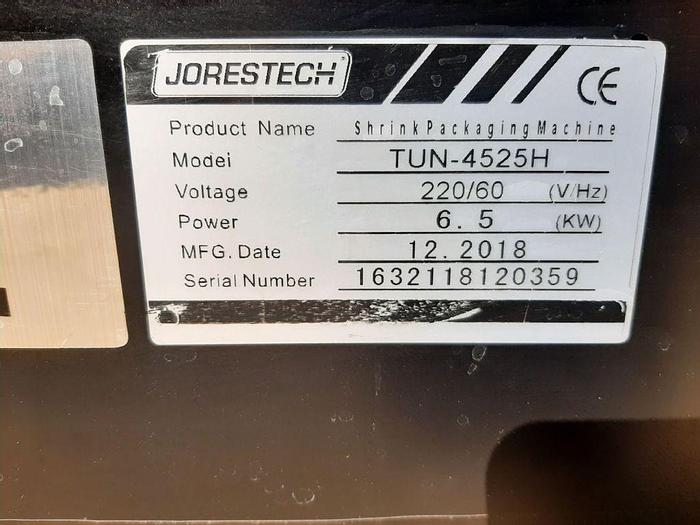 JORESTECH® CE
Product Name Shrink Packaging Machine
Model TUN-4525H
Voltage 220/60 (V/Hz)
Power 6.5 (KW)
MFG. Date 12.2018
Serial Number 1632118120359